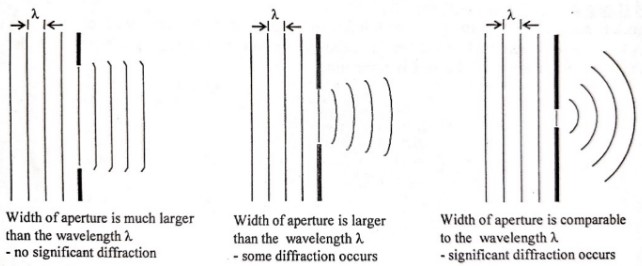 λ
λ
λ
Width of aperture is much larger
than the wavelength λ
- no significant diffraction
Width of aperture is larger
than the wavelength λ
- some diffraction occurs
Width of aperture is comparable
to the wavelength λ
- significant diffraction occurs